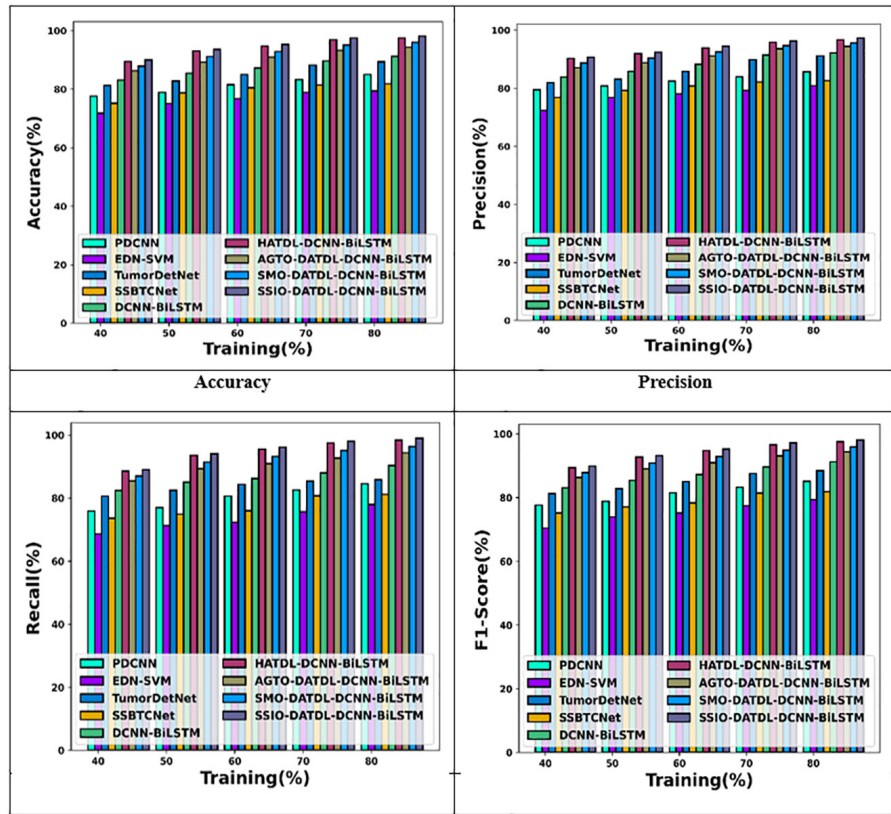 100
80
60
40
20
0
Accuracy(%)
PDCNN
EDN-SVM
TumorDetNet
SSBTCNet
DCNN-BiLSTM
HATDL-DCNN-BiLSTM
AGTO-DATDL-DCNN-BiLSTM
SMO-DATDL-DCNN-BiLSTM
SSIO-DATDL-DCNN-BiLSTM
40 50 60 70 80
Training(%)
Accuracy
100
80
60
40
20
0
Precision(%)
PDCNN
EDN-SVM
TumorDetNet
SSBTCNet
DCNN-BiLSTM
HATDL-DCNN-BiLSTM
AGTO-DATDL-DCNN-BiLSTM
SMO-DATDL-DCNN-BiLSTM
SSIO-DATDL-DCNN-BiLSTM
40 50 60 70 80
Training(%)
Precision
100
80
60
40
20
0
Recall(%)
PDCNN
EDN-SVM
TumorDetNet
SSBTCNet
DCNN-BiLSTM
HATDL-DCNN-BiLSTM
AGTO-DATDL-DCNN-BiLSTM
SMO-DATDL-DCNN-BiLSTM
SSIO-DATDL-DCNN-BiLSTM
40 50 60 70 80
Training(%)
100
80
60
40
20
0
F1-Score(%)
PDCNN
EDN-SVM
TumorDetNet
SSBTCNet
DCNN-BiLSTM
HATDL-DCNN-BiLSTM
AGTO-DATDL-DCNN-BiLSTM
SMO-DATDL-DCNN-BiLSTM
SSIO-DATDL-DCNN-BiLSTM
40 50 60 70 80
Training(%)